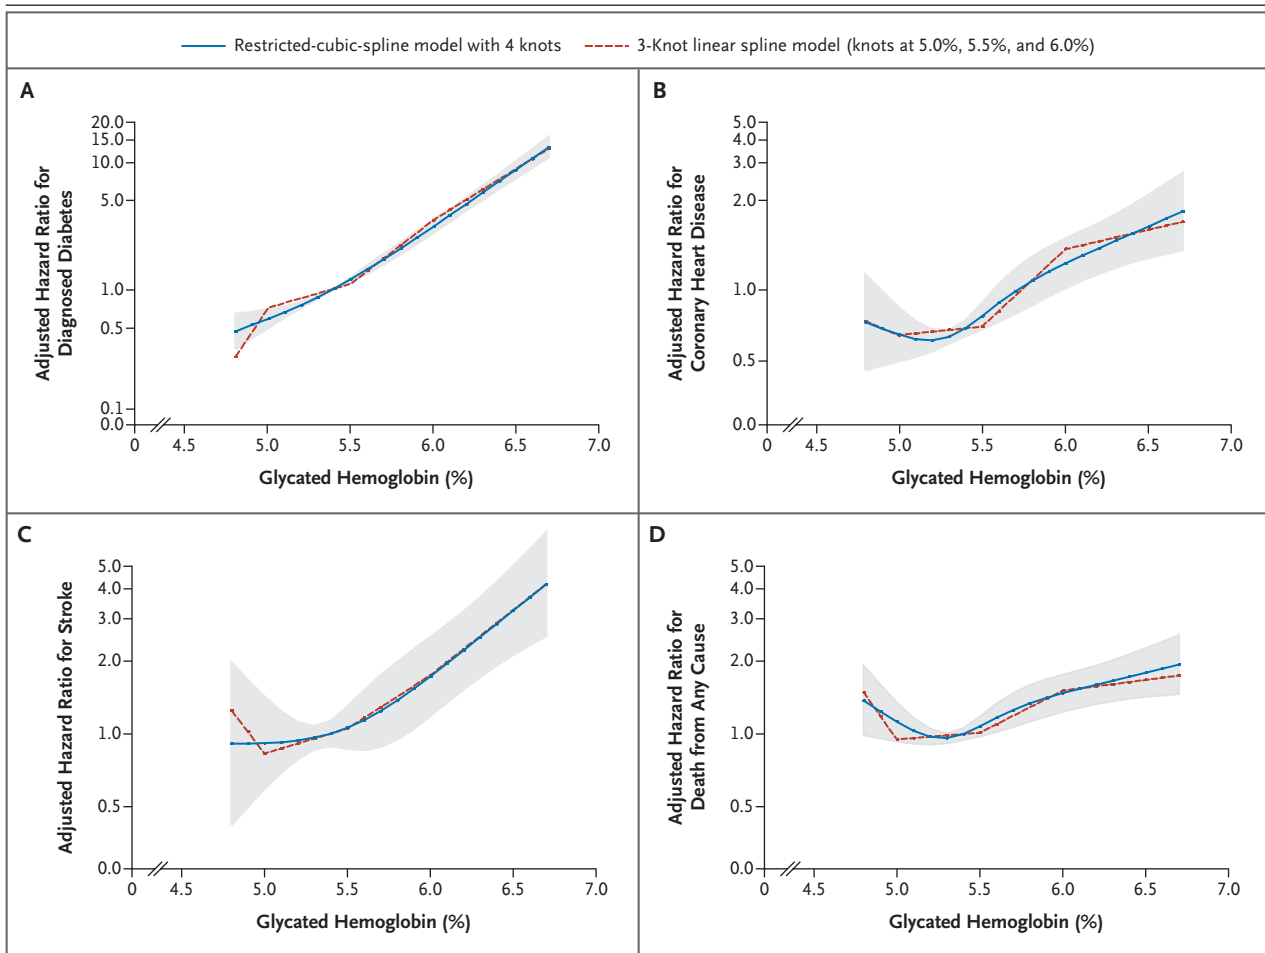 Restricted-cubic-spline model with 4 knots
3-Knot linear spline model (knots at 5.0%, 5.5%, and 6.0%)
A
Adjusted Hazard Ratio for
Diagnosed Diabetes
20.0
15.0
10.0
5.0
1.0
0.5
0.1
0.0
0 4.5 5.0 5.5 6.0 6.5 7.0
Glycated Hemoglobin (%)
B
Adjusted Hazard Ratio for
Coronary Heart Disease
5.0
4.0
3.0
2.0
1.0
0.5
0.0
0 4.5 5.0 5.5 6.0 6.5 7.0
Glycated Hemoglobin (%)
C
Adjusted Hazard Ratio for Stroke
5.0
4.0
3.0
2.0
1.0
0.5
0.0
0 4.5 5.0 5.5 6.0 6.5 7.0
Glycated Hemoglobin (%)
D
Adjusted Hazard Ratio for
Death from Any Cause
5.0
4.0
3.0
2.0
1.0
0.5
0.0
0 4.5 5.0 5.5 6.0 6.5 7.0
Glycated Hemoglobin (%)